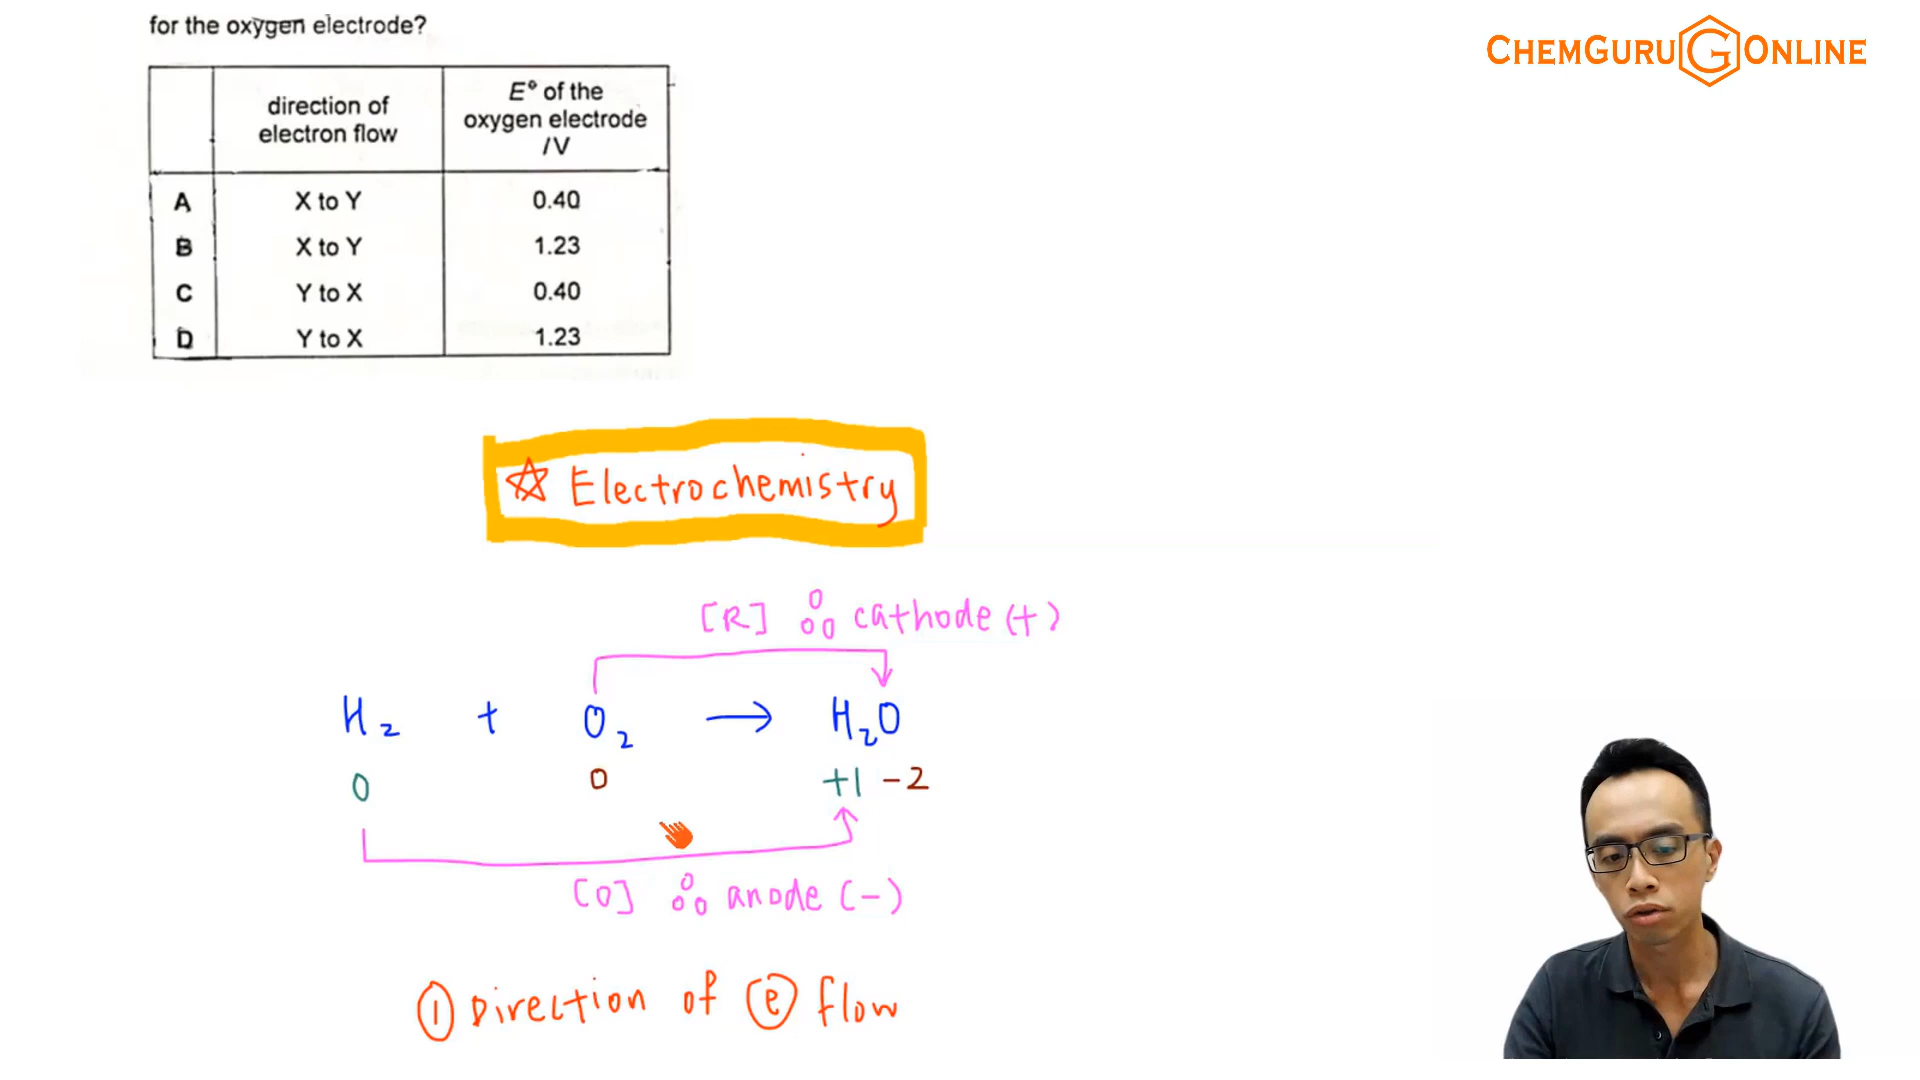 for the oxygen electrode?
CHEMGURU G ONLINE
direction of electron flow
E° of the oxygen electrode /V
A X to Y 0.40
B X to Y 1.23
C Y to X 0.40
D Y to X 1.23
☆ Electrochemistry
[R] ∴ cathode (+)
H₂ + O₂ → H₂O
0 0 +1 -2
[O] ∴ anode (-)
① Direction of ⓔ flow